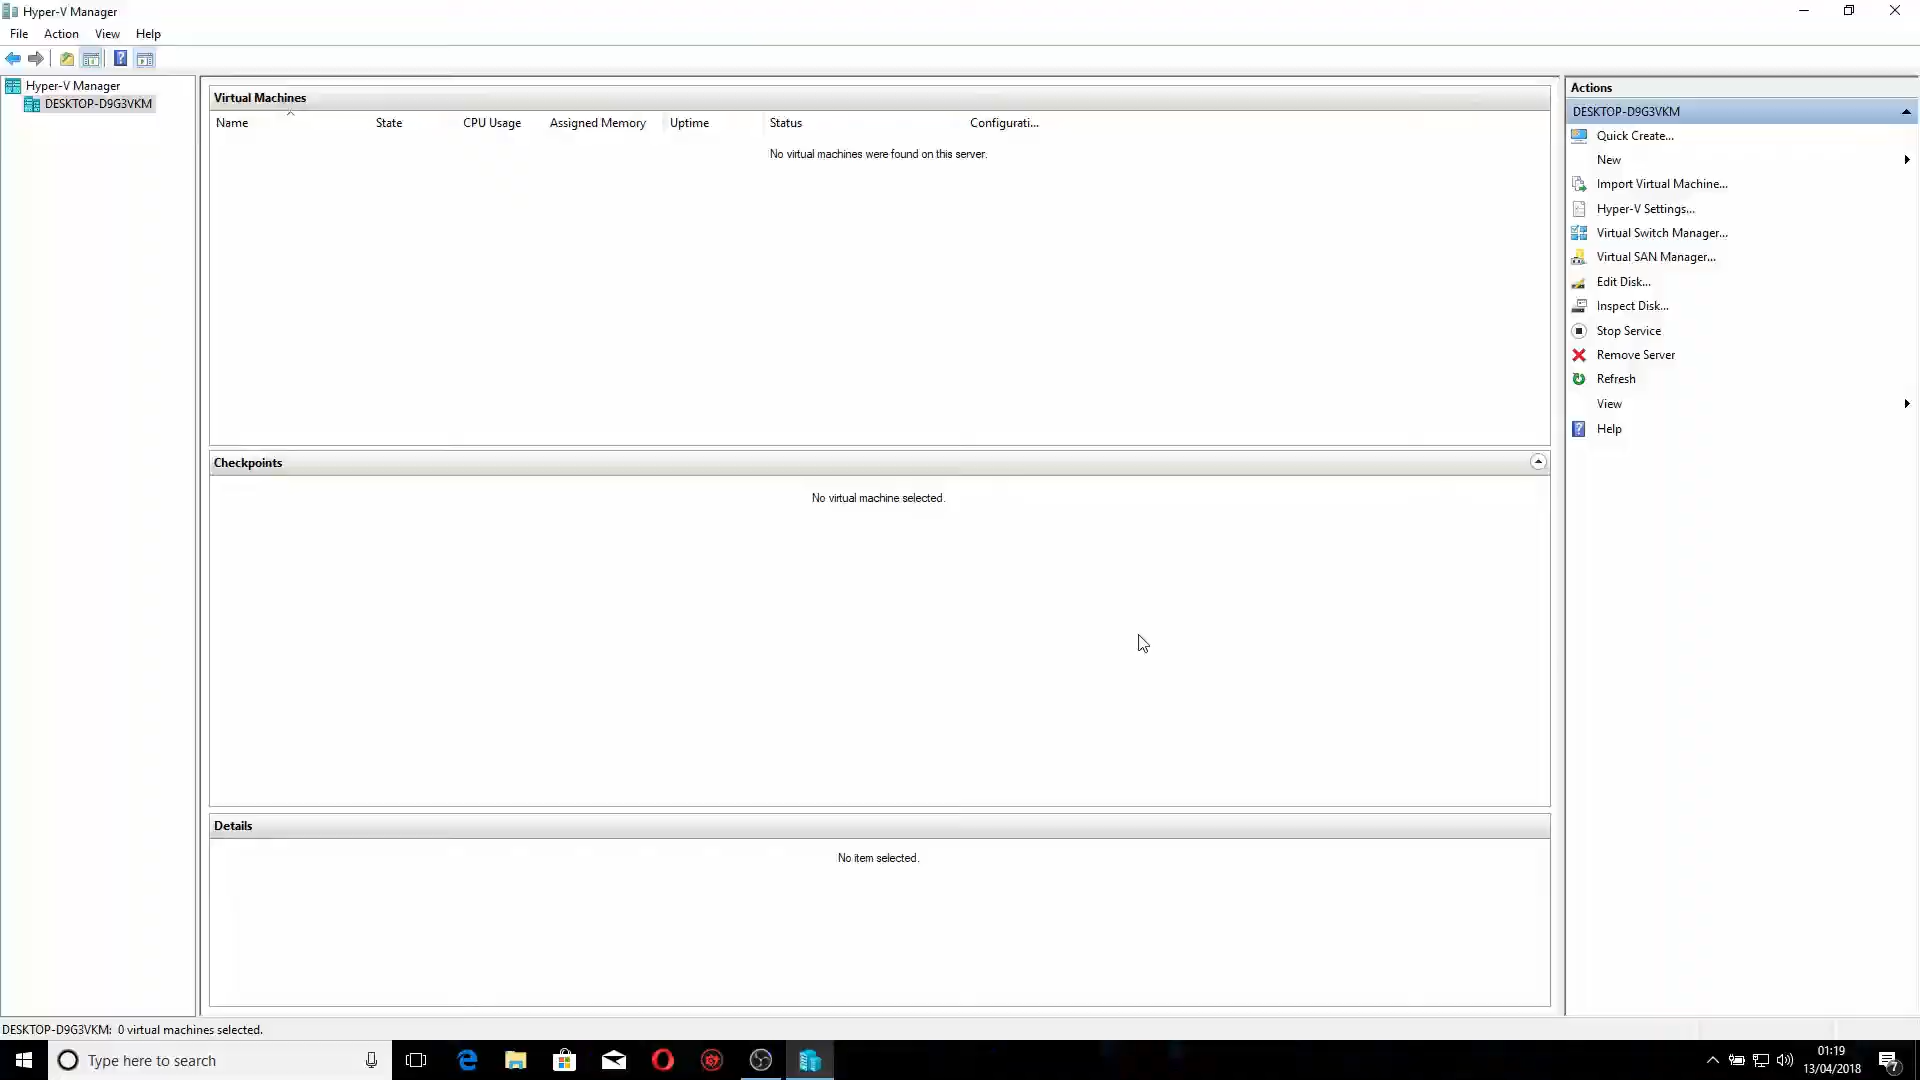 Hyper-V Manager
File Action View Help
Hyper-V Manager
DESKTOP-D9G3VKM
Virtual Machines
Name State CPU Usage Assigned Memory Uptime Status Configurati...
No virtual machines were found on this server.
Checkpoints
No virtual machine selected.
Details
No item selected.
Actions
DESKTOP-D9G3VKM
Quick Create...
New
Import Virtual Machine...
Hyper-V Settings...
Virtual Switch Manager...
Virtual SAN Manager...
Edit Disk...
Inspect Disk...
Stop Service
Remove Server
Refresh
View
Help
DESKTOP-D9G3VKM: 0 virtual machines selected.
Type here to search
01:19
13/04/2018
7